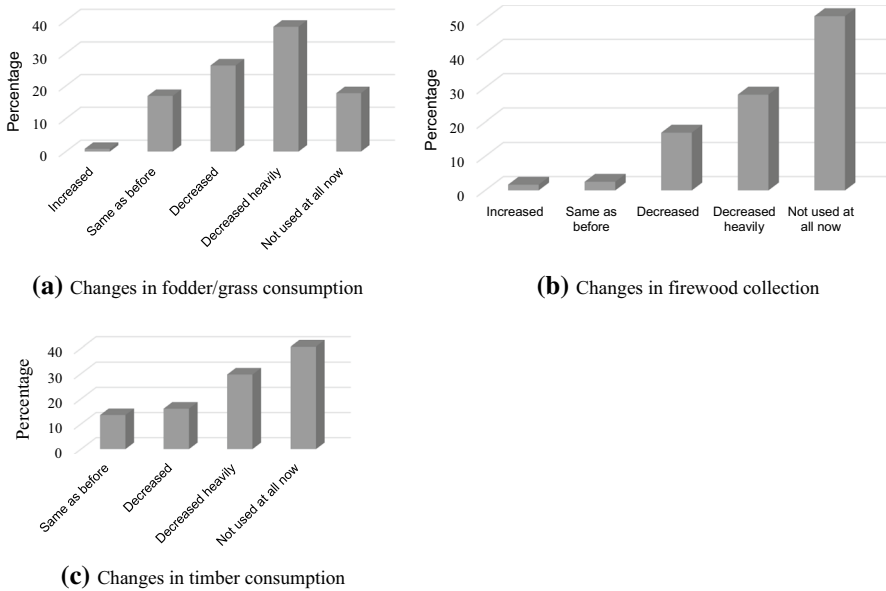 Percentage
40
30
20
10
0
Increased
Same as before
Decreased
Decreased heavily
Not used at all now
(a) Changes in fodder/grass consumption
Percentage
50
40
30
20
10
0
Increased
Same as
before
Decreased
Decreased
heavily
Not used at
all now
(b) Changes in firewood collection
Percentage
40
30
20
10
0
Same as before
Decreased
Decreased heavily
Not used at all now
(c) Changes in timber consumption